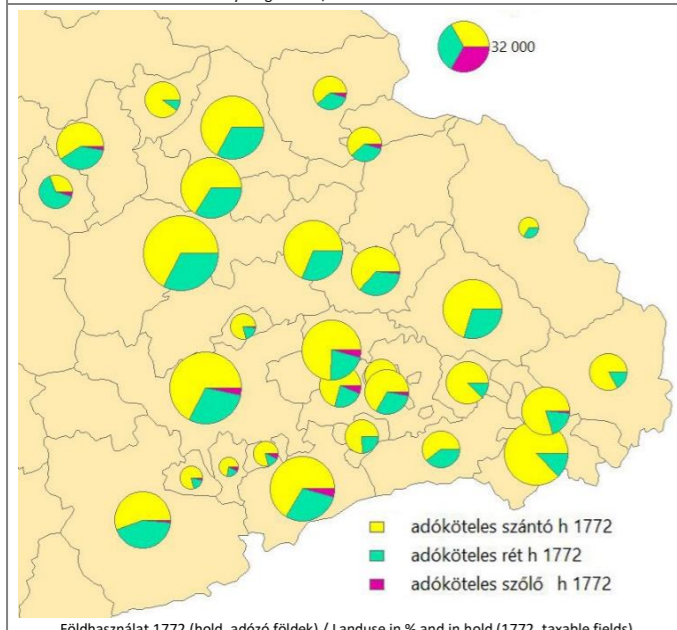 32 000
adóköteles szántó h 1772
adóköteles rét h 1772
adóköteles szőlő h 1772
Földhasználat 1772 (hold, adózó földek) / Landuse in % and in hold (1772, taxable fields)